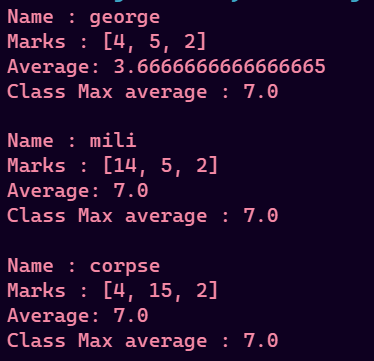 Name : george
Marks : [4, 5, 2]
Average: 3.6666666666666665
Class Max average : 7.0
Name : mili
Marks : [14, 5, 2]
Average: 7.0
Class Max average : 7.0
Name : corpse
Marks : [4, 15, 2]
Average: 7.0
Class Max average : 7.0